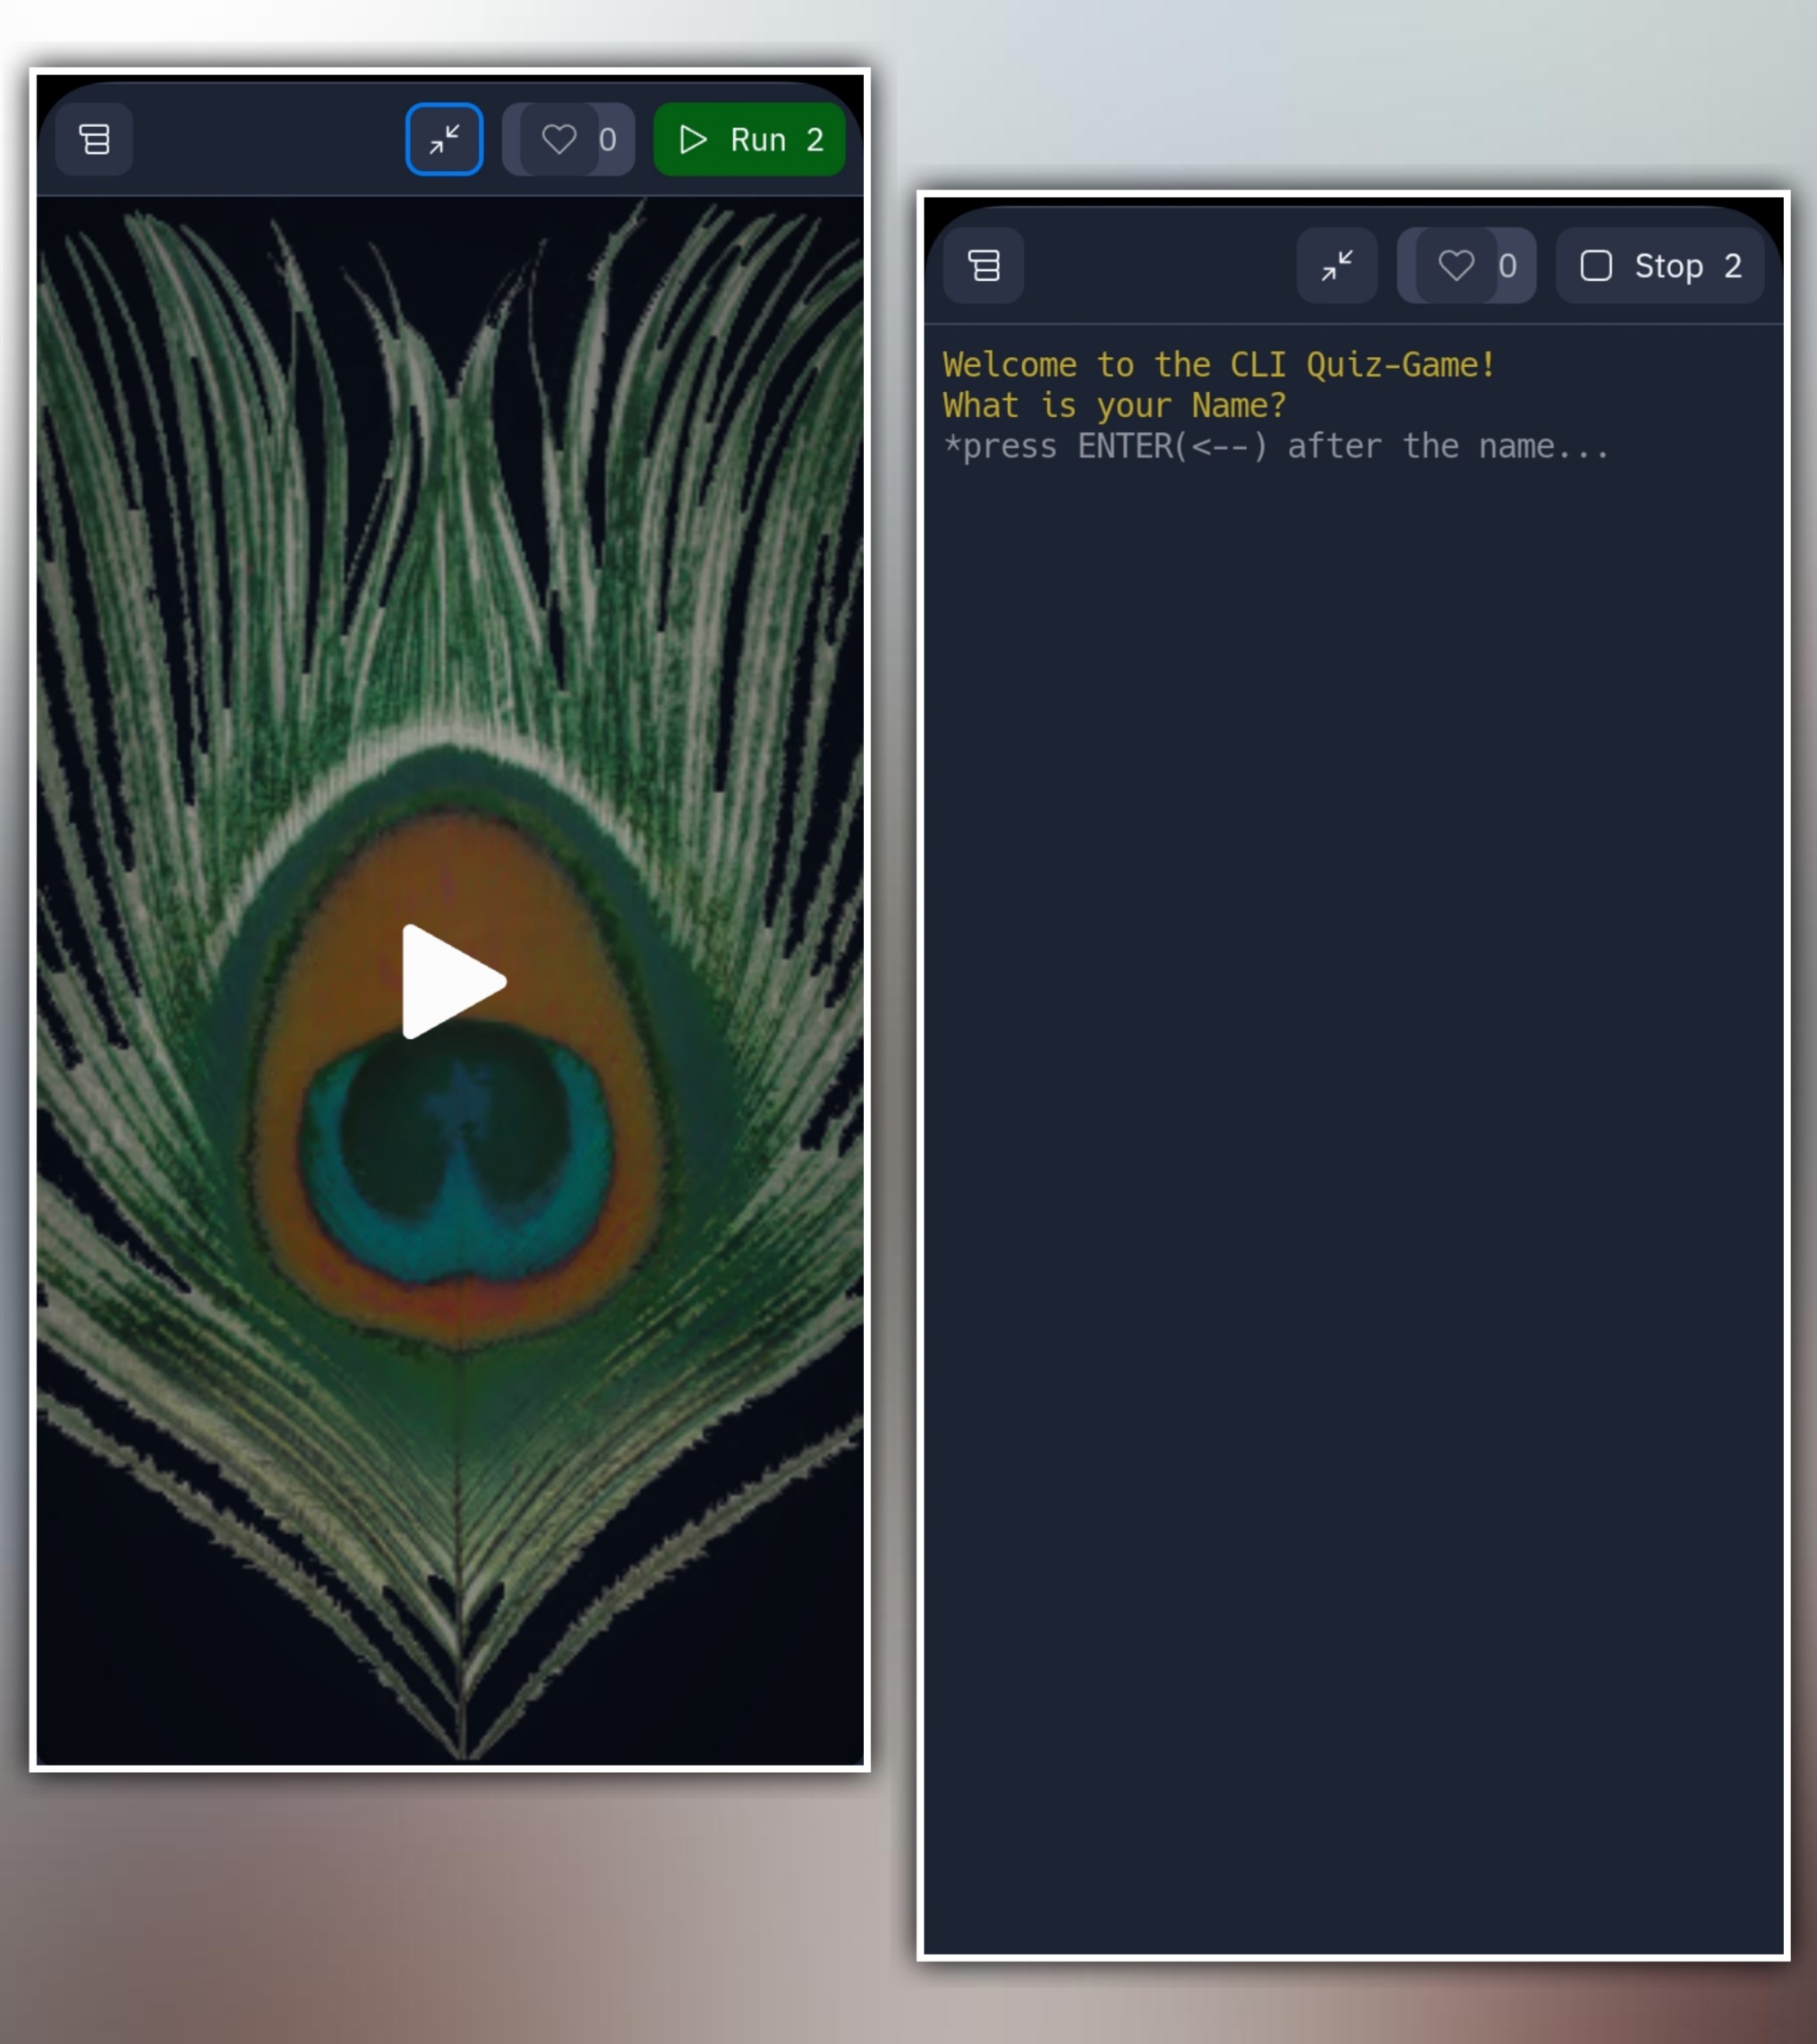 0
Run 2
0
Stop 2
Welcome to the CLI Quiz-Game!
What is your Name?
*press ENTER(<--) after the name...